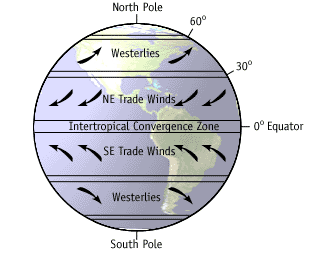 North Pole
60°
Westerlies
30°
NE Trade Winds
Intertropical Convergence Zone
0° Equator
SE Trade Winds
Westerlies
South Pole